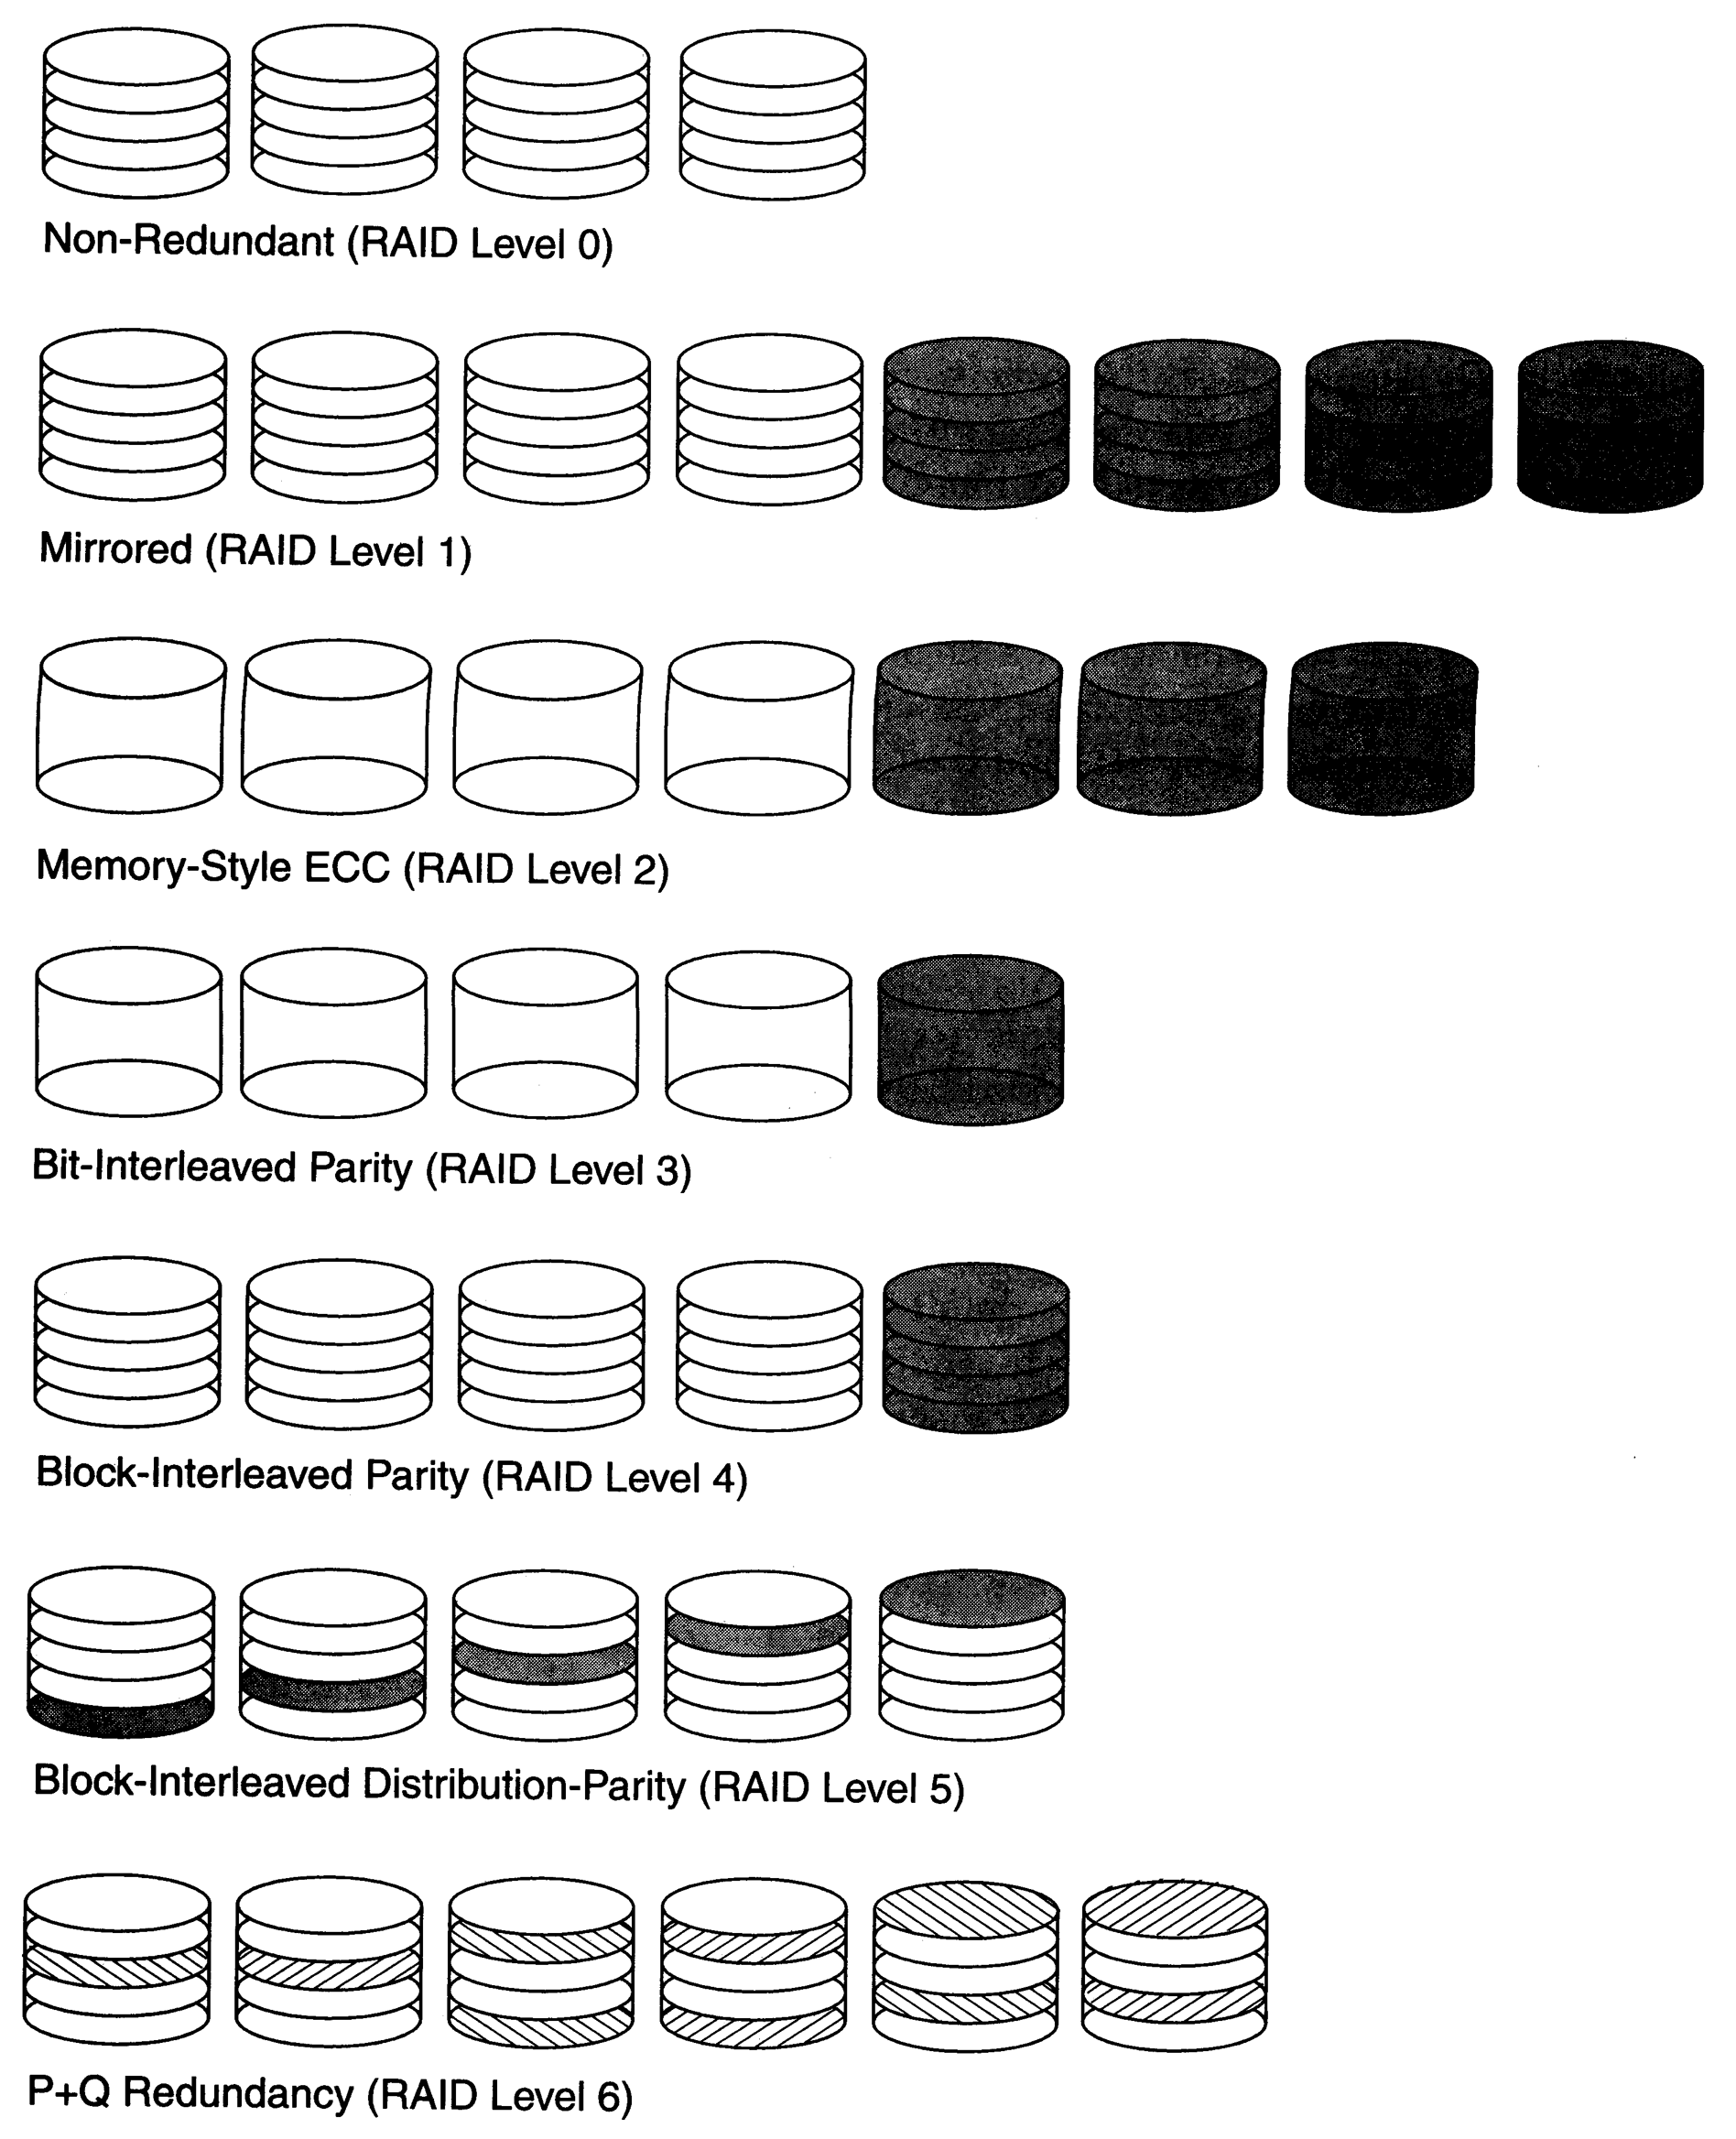 Non-Redundant (RAID Level 0)
Mirrored (RAID Level 1)
Memory-Style ECC (RAID Level 2)
Bit-Interleaved Parity (RAID Level 3)
Block-Interleaved Parity (RAID Level 4)
Block-Interleaved Distribution-Parity (RAID Level 5)
P+Q Redundancy (RAID Level 6)